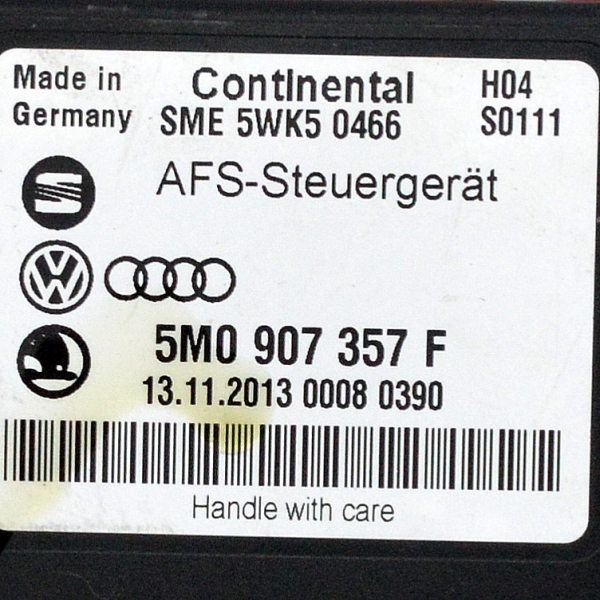 Made in Continental H04
Germany SME 5WK5 0466 S0111
AFS-Steuergerät
5M0 907 357 F
13.11.2013 0008 0390
Handle with care